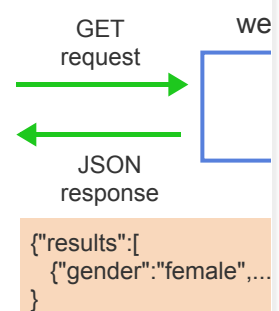 GET
request
we
JSON
response
{"results":[
{"gender":"female",...
}